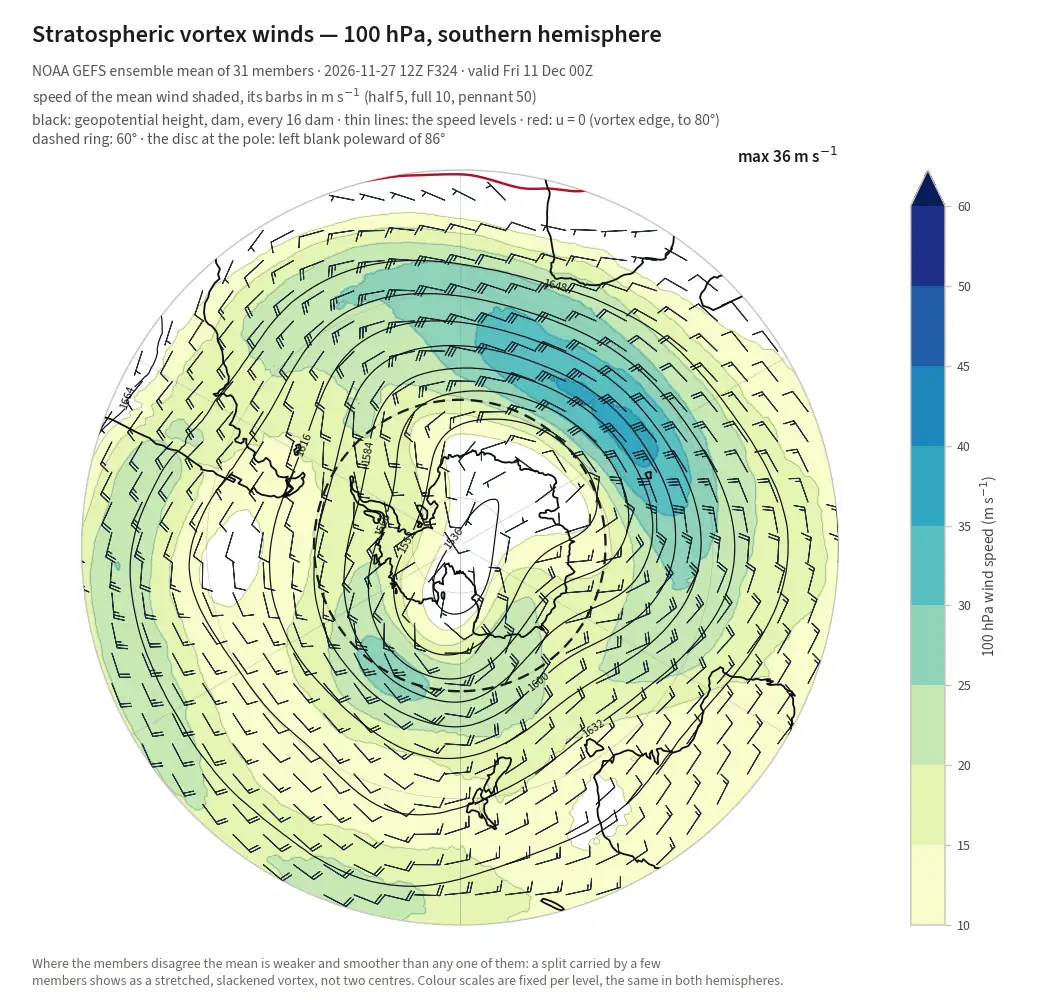 Stratospheric vortex winds — 100 hPa, southern hemisphere
NOAA GEFS ensemble mean of 31 members · 2026-11-27 12Z F324 · valid Fri 11 Dec 00Z
speed of the mean wind shaded, its barbs in m s⁻¹ (half 5, full 10, pennant 50)
black: geopotential height, dam, every 16 dam · thin lines: the speed levels · red: u = 0 (vortex edge, to 80°)
dashed ring: 60° · the disc at the pole: left blank poleward of 86°
max 36 m s⁻¹
60
50
45
40
35
30
25
20
15
10
100 hPa wind speed (m s⁻¹)
1648
1664
1616
1584
1536
1600
1632
Where the members disagree the mean is weaker and smoother than any one of them: a split carried by a few
members shows as a stretched, slackened vortex, not two centres. Colour scales are fixed per level, the same in both hemispheres.